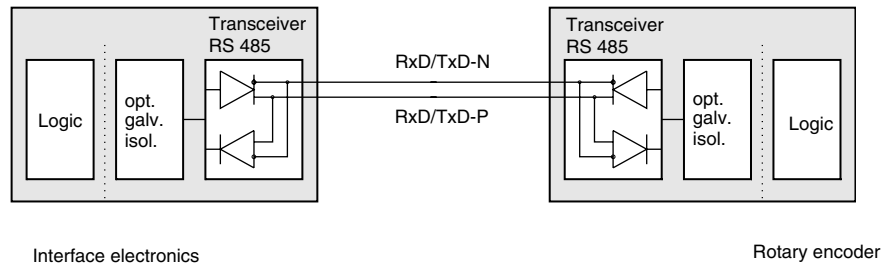 Transceiver
RS 485
Transceiver
RS 485
RxD/TxD-N
RxD/TxD-P
Logic
opt.
galv.
isol.
opt.
galv.
isol.
Logic
Interface electronics
Rotary encoder